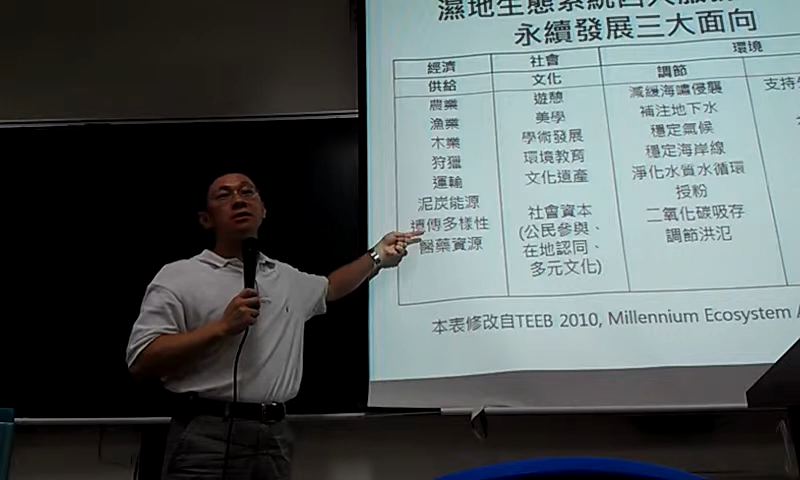 濕地生態系統四大服務
永續發展三大面向
經濟 社會 環境
供給 文化 調節 支持
農業 遊憩 減緩海嘯侵襲
漁業 美學 補注地下水
木業 學術發展 穩定氣候
狩獵 環境教育 穩定海岸線
運輸 文化遺產 淨化水質水循環
泥炭能源 授粉
遺傳多樣性 社會資本 二氧化碳吸存
醫藥資源 (公民參與、 調節洪氾
在地認同、
多元文化)
本表修改自TEEB 2010, Millennium Ecosystem